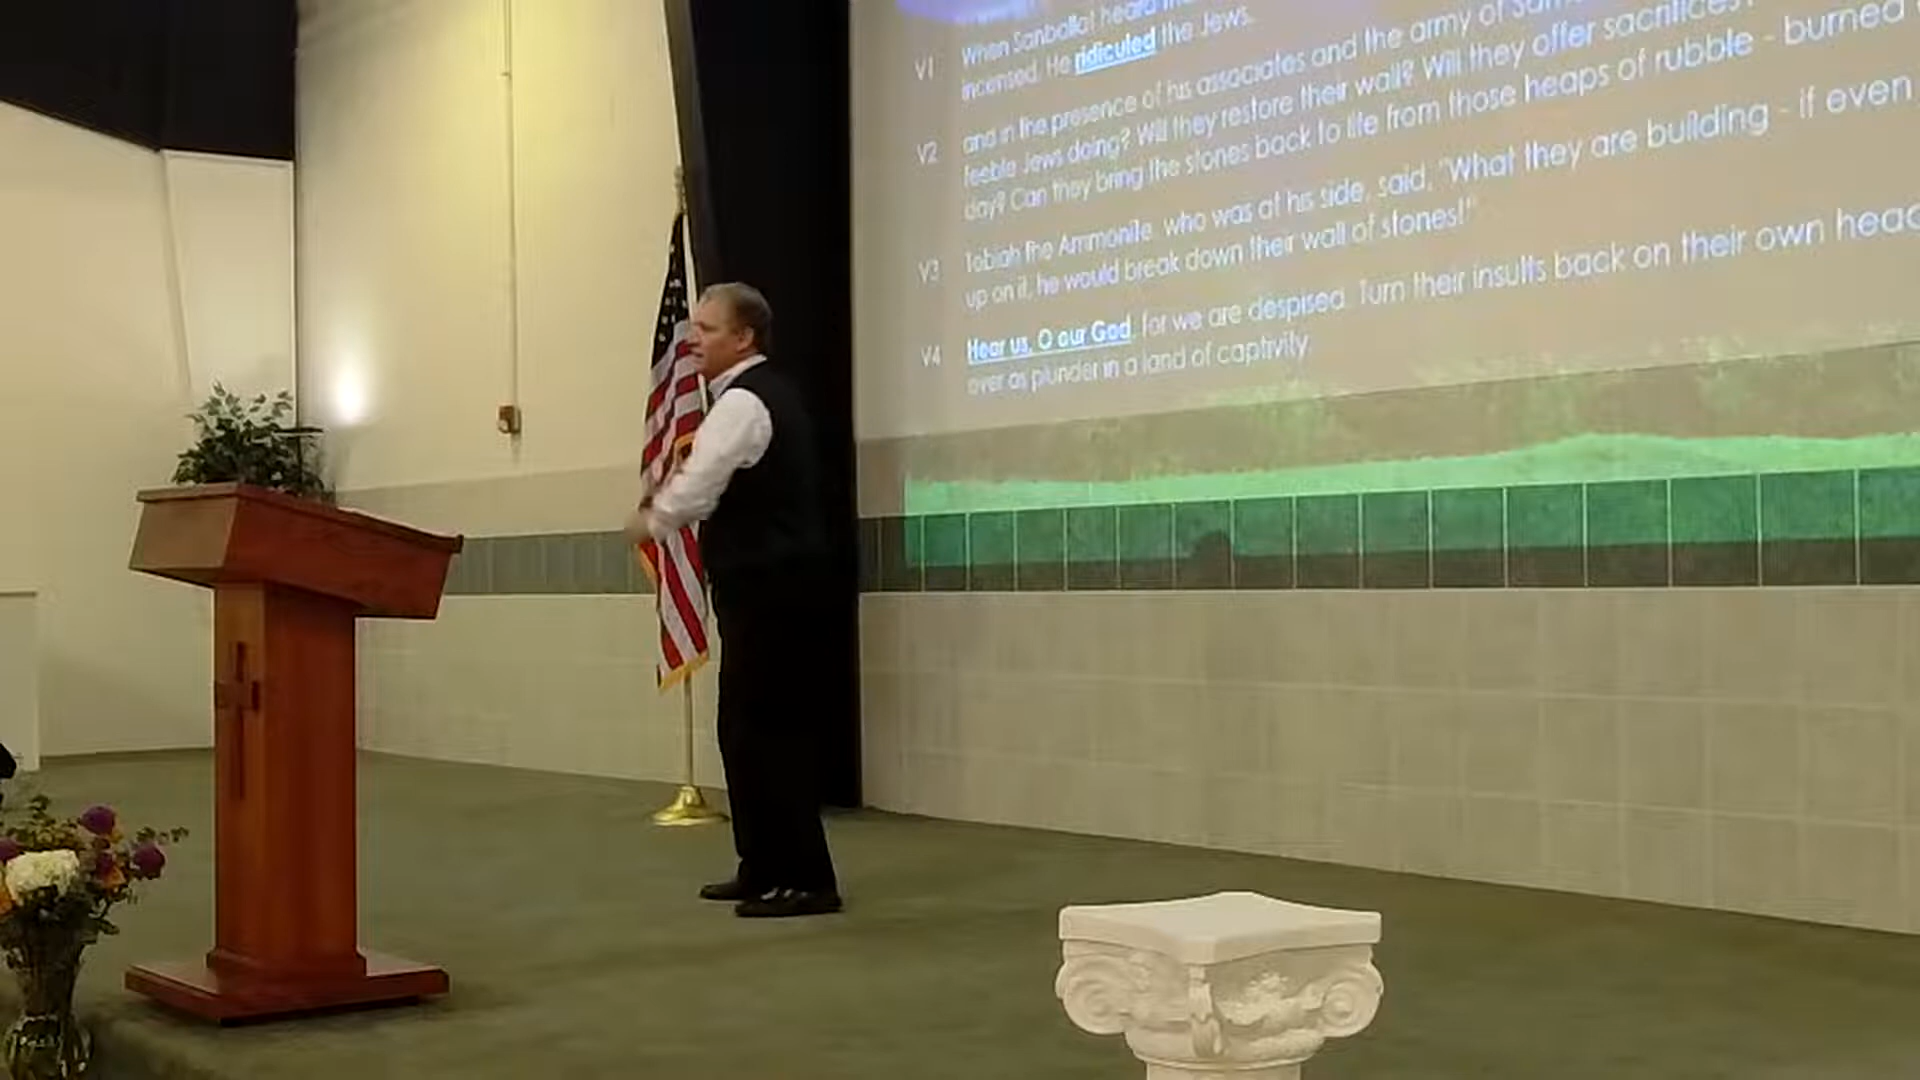 V1 When Sanballat heard
incensed. He ridiculed the Jews,
V2 and in the presence of his associates and the army of
feeble Jews doing? Will they restore their wall? Will they offer sacrifices?
day? Can they bring the stones back to life from those heaps of rubble - burned
V3 Tobiah the Ammonite, who was at his side, said, "What they are building - if even
up on it, he would break down their wall of stones!"
V4 Hear us, O our God, for we are despised. Turn their insults back on their own
over as plunder in a land of captivity.